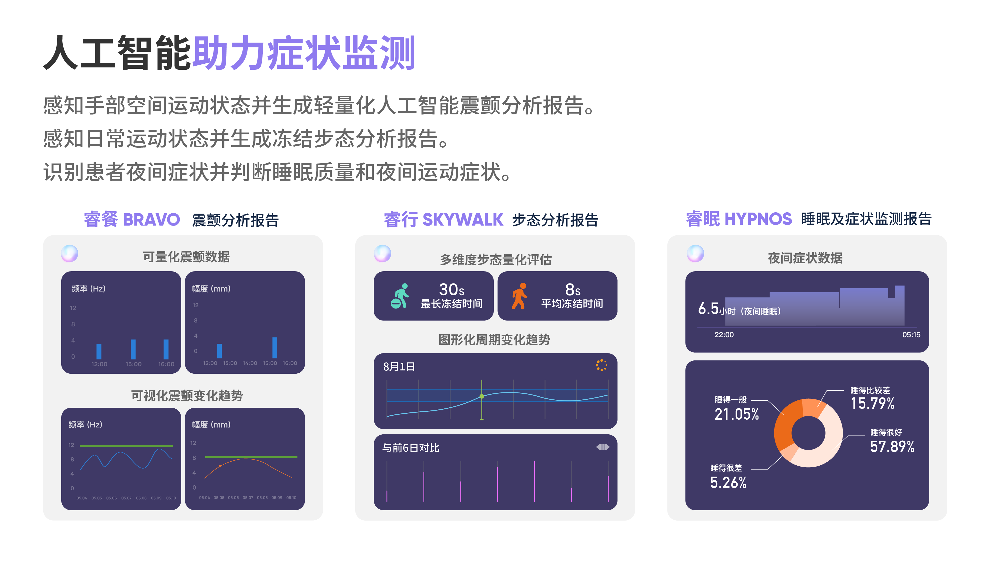 人工智能助力症状监测
感知手部空间运动状态并生成轻量化人工智能震颤分析报告。
感知日常运动状态并生成冻结步态分析报告。
识别患者夜间症状并判断睡眠质量和夜间运动症状。
睿餐 BRAVO 震颤分析报告
可量化震颤数据
频率 (Hz)
12
8
4
0
12:00 15:00 16:00
幅度 (mm)
12
8
4
0
12:00 13:00 14:00 15:00 16:00
可视化震颤变化趋势
频率 (Hz)
12
8
4
0
05.04 05.05 05.06 05.07 05.08 05.09 05.10
幅度 (mm)
12
8
4
0
05.04 05.05 05.06 05.07 05.08 05.09 05.10
睿行 SKYWALK 步态分析报告
多维度步态量化评估
30s
最长冻结时间
8s
平均冻结时间
图形化周期变化趋势
8月1日
与前6日对比
睿眠 HYPNOS 睡眠及症状监测报告
夜间症状数据
6.5小时（夜间睡眠）
22:00 05:15
睡得比较差
15.79%
睡得一般
21.05%
睡得很好
57.89%
睡得很差
5.26%